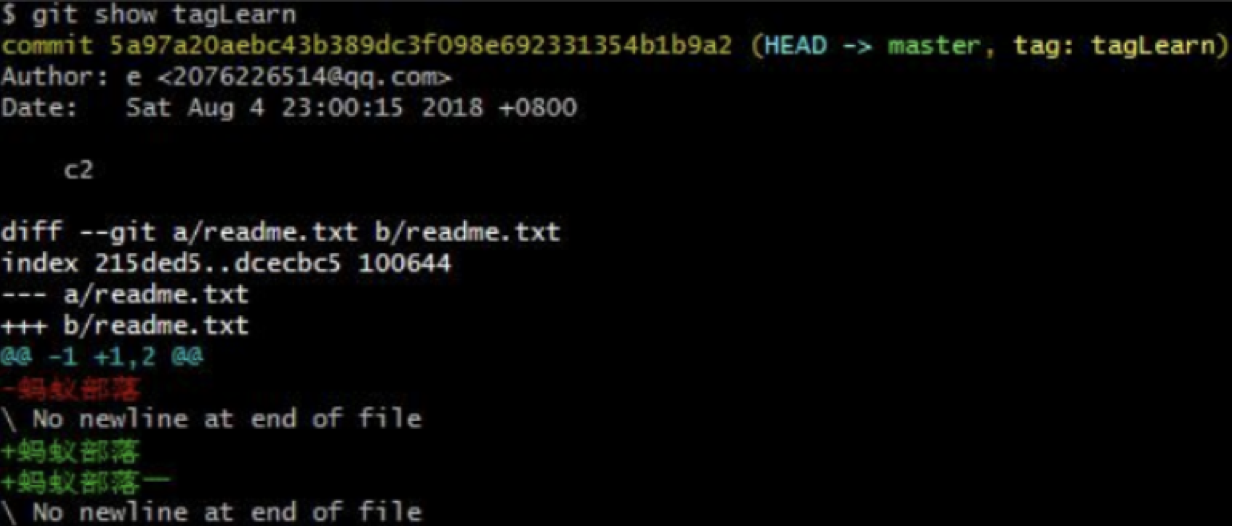 $ git show tagLearn
commit 5a97a20aebc43b389dc3f098e692331354b1b9a2 (HEAD -> master, tag: tagLearn)
Author: e <2076226514@qq.com>
Date:   Sat Aug 4 23:00:15 2018 +0800
c2
diff --git a/readme.txt b/readme.txt
index 215ded5..dcecbc5 100644
--- a/readme.txt
+++ b/readme.txt
@@ -1 +1,2 @@
-蚂蚁部落
\ No newline at end of file
+蚂蚁部落
+蚂蚁部落一
\ No newline at end of file